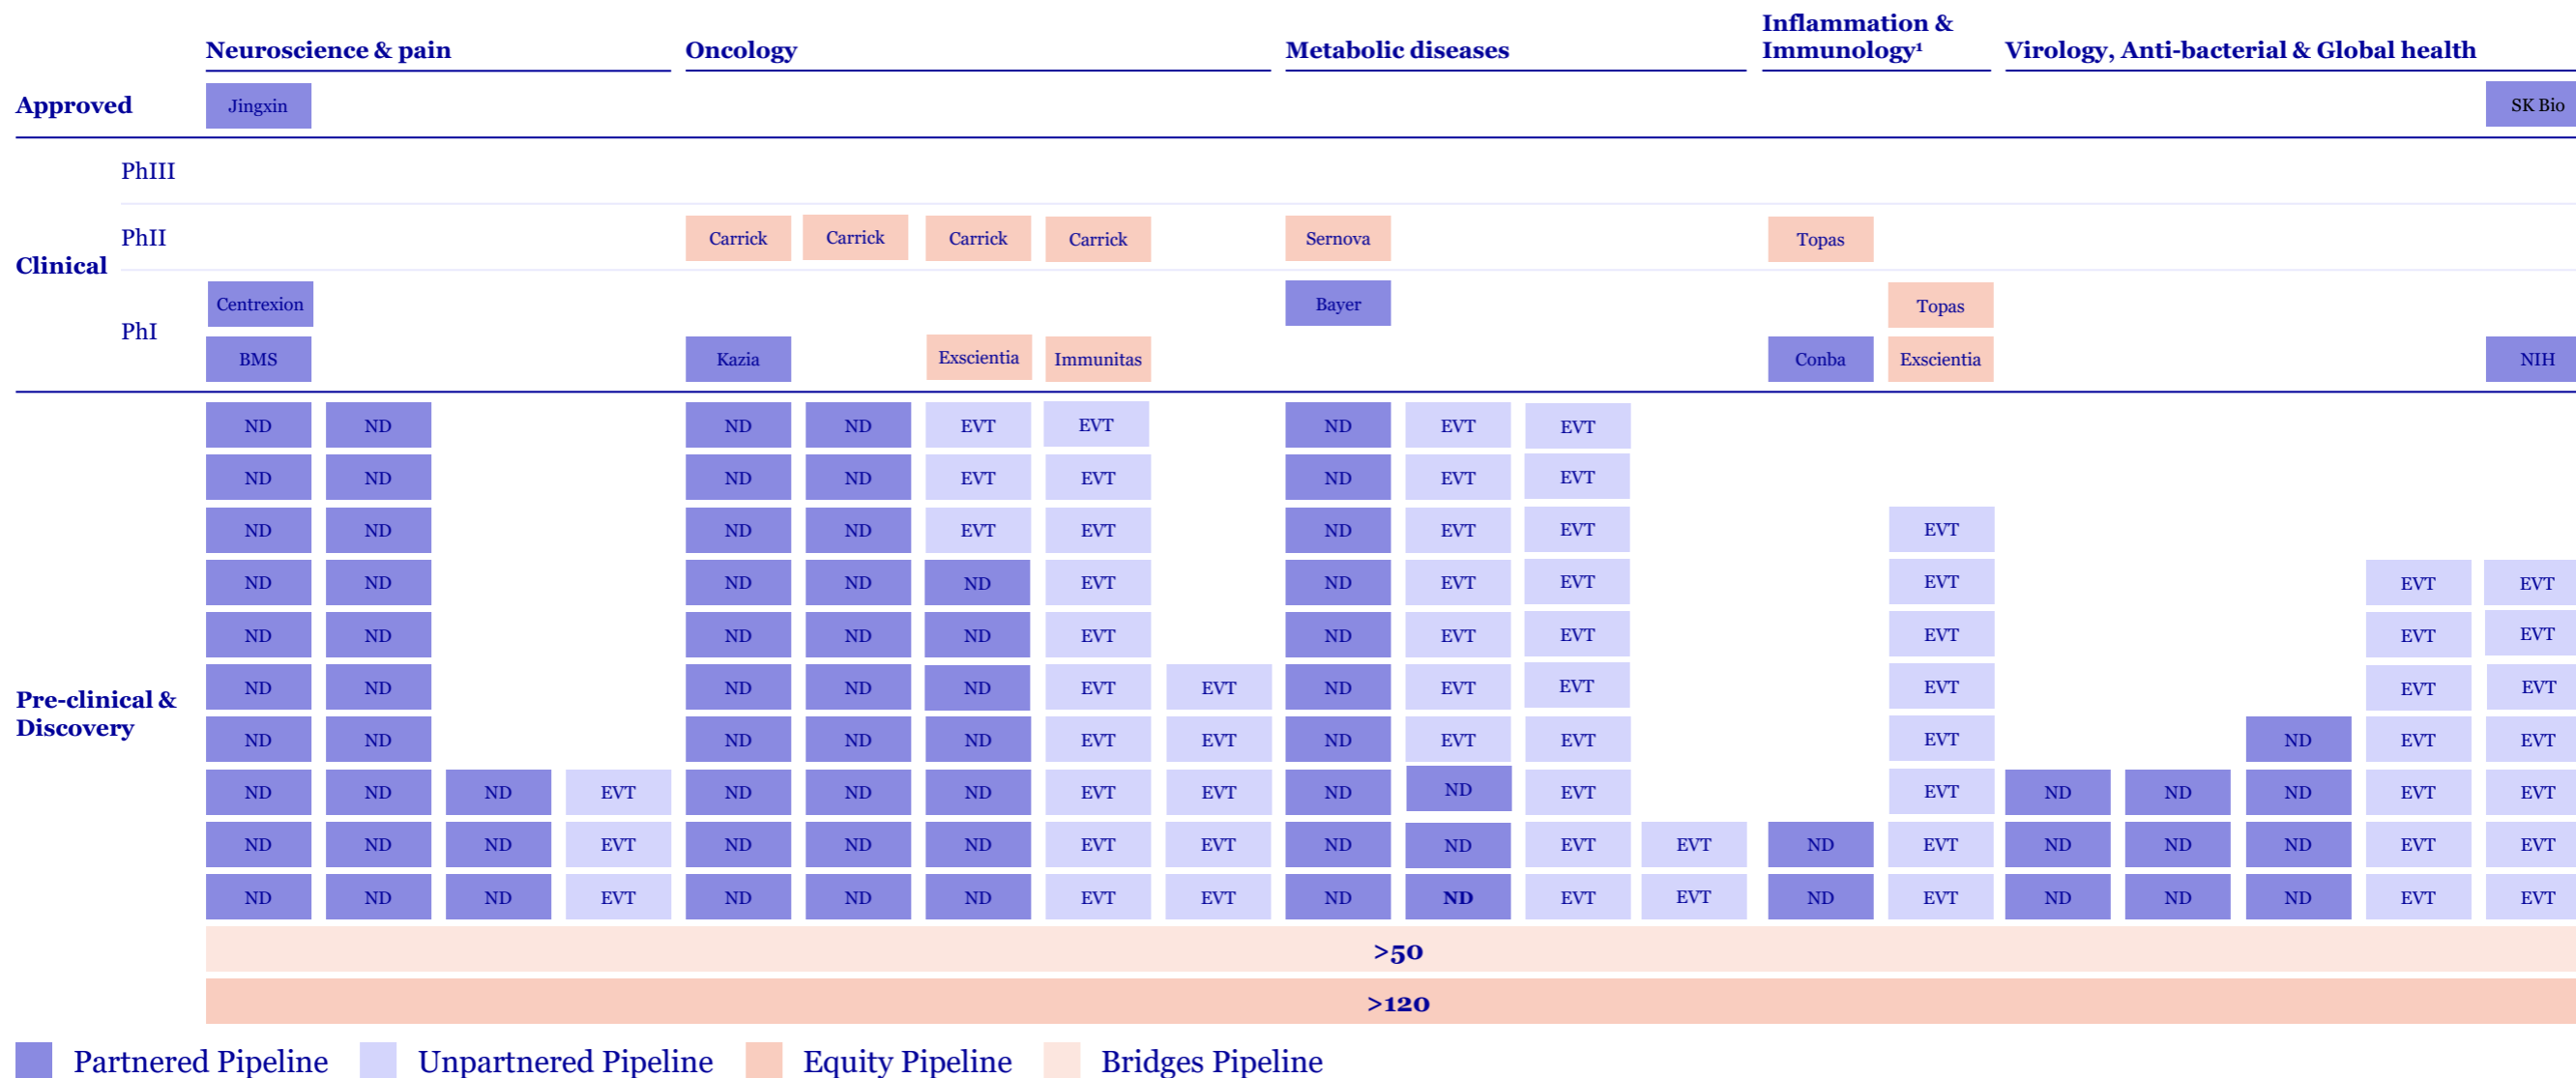 Neuroscience & pain
Oncology
Metabolic diseases
Inflammation &
Immunology¹
Virology, Anti-bacterial & Global health
Approved
Jingxin
SK Bio
Clinical
PhIII
PhII
Carrick Carrick Carrick Carrick Sernova Topas
PhI
Centrexion Bayer Topas
BMS Kazia Exscientia Immunitas Conba Exscientia NIH
Pre-clinical &
Discovery
ND ND ND ND EVT EVT ND EVT EVT
ND ND ND ND EVT EVT ND EVT EVT
ND ND ND ND EVT EVT ND EVT EVT EVT
ND ND ND ND ND EVT ND EVT EVT EVT EVT EVT
ND ND ND ND ND EVT ND EVT EVT EVT EVT EVT
ND ND ND ND ND EVT EVT ND EVT EVT EVT EVT EVT
ND ND ND ND ND EVT EVT ND EVT EVT EVT ND EVT EVT
ND ND ND EVT ND ND ND EVT EVT ND ND EVT EVT ND ND ND EVT EVT
ND ND ND EVT ND ND ND EVT EVT ND ND EVT EVT ND EVT ND ND ND EVT EVT
ND ND ND EVT ND ND ND EVT EVT ND ND EVT EVT ND EVT ND ND ND EVT EVT
>50
>120
Partnered Pipeline Unpartnered Pipeline Equity Pipeline Bridges Pipeline